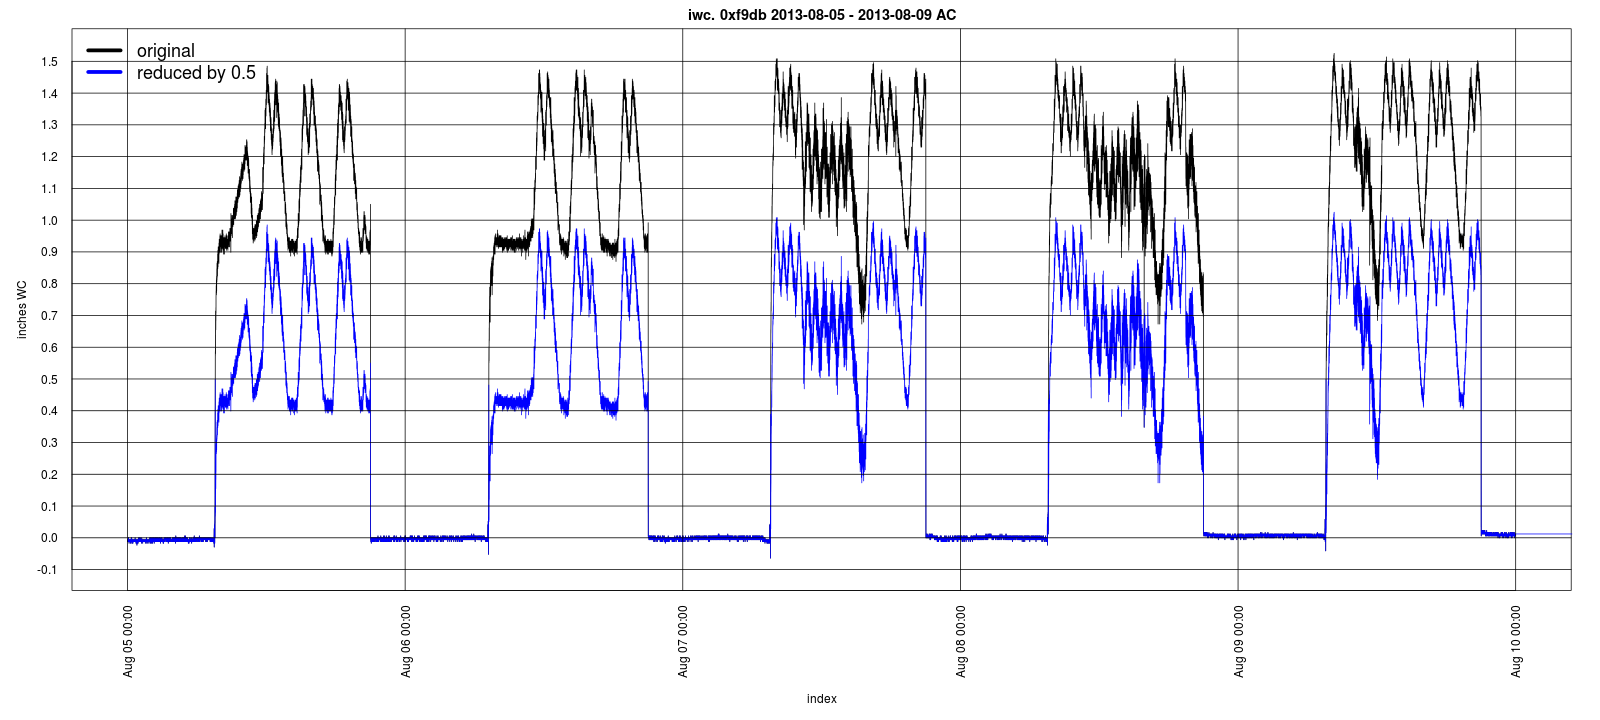 iwc. 0xf9db 2013-08-05 - 2013-08-09 AC
original
reduced by 0.5
1.5
1.4
1.3
1.2
1.1
1.0
0.9
0.8
0.7
0.6
0.5
0.4
0.3
0.2
0.1
0.0
-0.1
inches WC
Aug 05 00:00
Aug 06 00:00
Aug 07 00:00
Aug 08 00:00
Aug 09 00:00
Aug 10 00:00
index